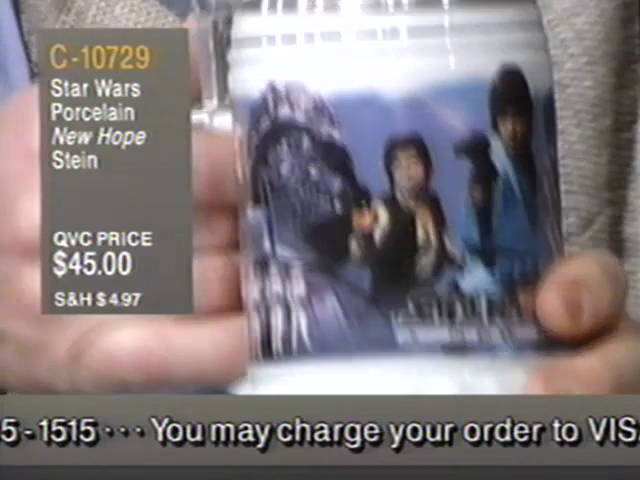 C-10729
Star Wars
Porcelain
New Hope
Stein
QVC PRICE
$45.00
S&H $4.97
5-1515 · · · You may charge your order to VIS